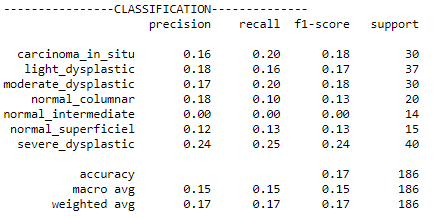 ---------------CLASSIFICATION-------------
precision recall f1-score support
carcinoma_in_situ 0.16 0.20 0.18 30
light_dysplastic 0.18 0.16 0.17 37
moderate_dysplastic 0.17 0.20 0.18 30
normal_columnar 0.18 0.10 0.13 20
normal_intermediate 0.00 0.00 0.00 14
normal_superficiel 0.12 0.13 0.13 15
severe_dysplastic 0.24 0.25 0.24 40
accuracy 0.17 186
macro avg 0.15 0.15 0.15 186
weighted avg 0.17 0.17 0.17 186